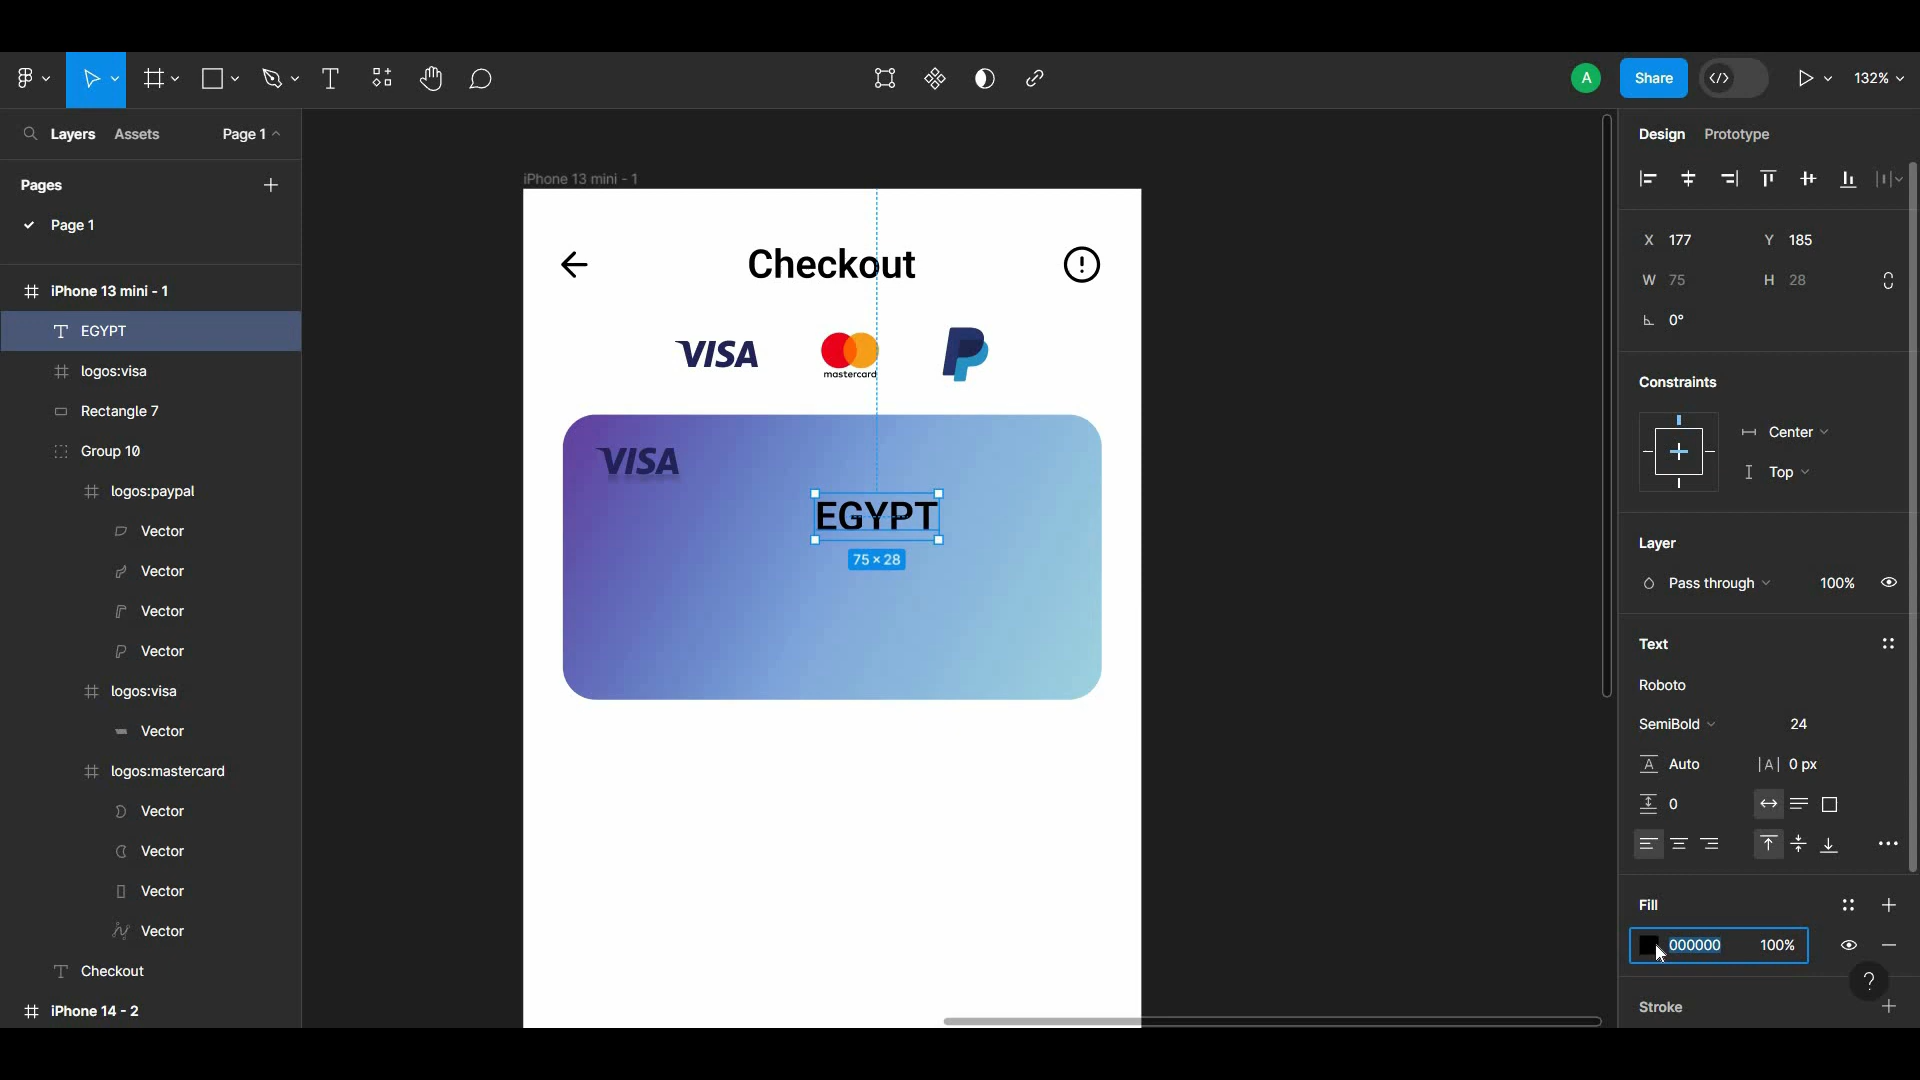 Share
132%
Layers
Assets
Page 1
Pages
Page 1
iPhone 13 mini - 1
EGYPT
logos:visa
Rectangle 7
Group 10
logos:paypal
Vector
Vector
Vector
Vector
logos:visa
Vector
logos:mastercard
Vector
Vector
Vector
Vector
Checkout
iPhone 14 - 2
iPhone 13 mini - 1
Checkout
VISA
mastercard
VISA
EGYPT
75 × 28
A
Design
Prototype
X 177
Y 185
W 75
H 28
0°
Constraints
Center
Top
Layer
Pass through
100%
Text
Roboto
SemiBold
24
A Auto
|A| 0 px
0
Fill
000000
100%
?
Stroke